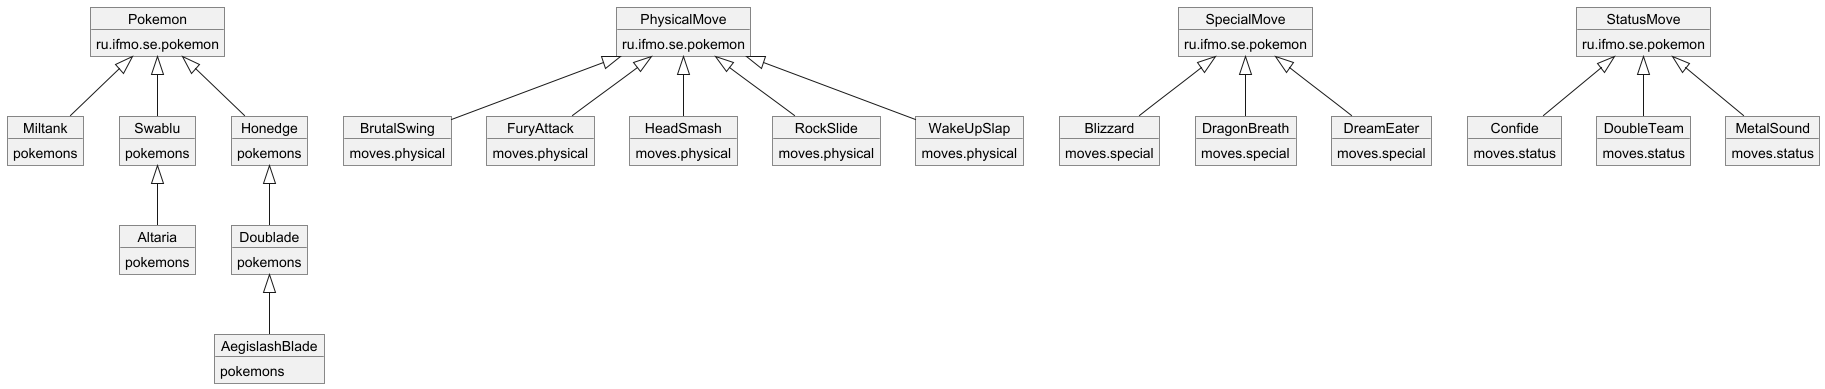 Pokemon
ru.ifmo.se.pokemon
PhysicalMove
ru.ifmo.se.pokemon
SpecialMove
ru.ifmo.se.pokemon
StatusMove
ru.ifmo.se.pokemon
Miltank
pokemons
Swablu
pokemons
Honedge
pokemons
BrutalSwing
moves.physical
FuryAttack
moves.physical
HeadSmash
moves.physical
RockSlide
moves.physical
WakeUpSlap
moves.physical
Blizzard
moves.special
DragonBreath
moves.special
DreamEater
moves.special
Confide
moves.status
DoubleTeam
moves.status
MetalSound
moves.status
Altaria
pokemons
Doublade
pokemons
AegislashBlade
pokemons